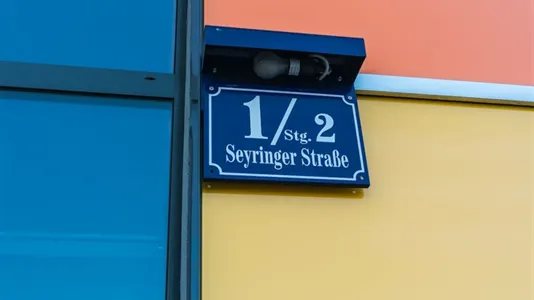 1/Stg. 2
Seyringer Straße